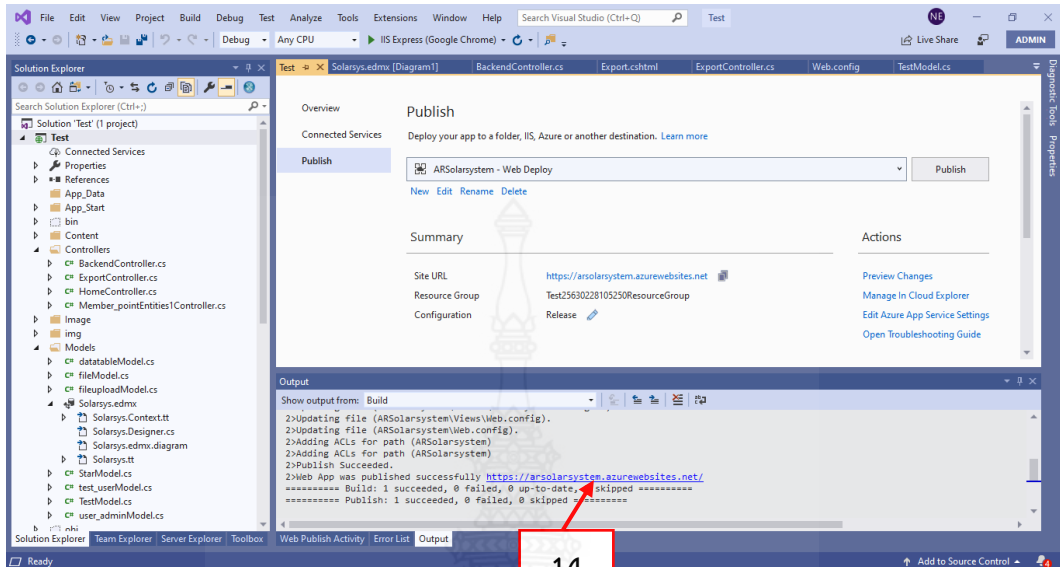 File Edit View Project Build Debug Test Analyze Tools Extensions Window Help Search Visual Studio (Ctrl+Q) Test NE
Debug Any CPU IIS Express (Google Chrome) Live Share ADMIN
Solution Explorer
Search Solution Explorer (Ctrl+;)
Solution 'Test' (1 project)
Test
Connected Services
Properties
References
App_Data
App_Start
bin
Content
Controllers
C# BackendController.cs
C# ExportController.cs
C# HomeController.cs
C# Member_pointEntities1Controller.cs
Image
img
Models
C# datatableModel.cs
C# fileModel.cs
C# fileuploadModel.cs
Solarsys.edmx
Solarsys.Context.tt
Solarsys.Designer.cs
Solarsys.edmx.diagram
Solarsys.tt
C# StarModel.cs
C# test_userModel.cs
C# TestModel.cs
C# user_adminModel.cs
obj
Solution Explorer Team Explorer Server Explorer Toolbox
Test Solarsys.edmx [Diagram1] BackendController.cs Export.cshtml ExportController.cs Web.config TestModel.cs
Overview
Connected Services
Publish
Publish
Deploy your app to a folder, IIS, Azure or another destination. Learn more
ARSolarsystem - Web Deploy Publish
New Edit Rename Delete
Summary
Site URL https://arsolarsystem.azurewebsites.net
Resource Group Test25630228105250ResourceGroup
Configuration Release
Actions
Preview Changes
Manage In Cloud Explorer
Edit Azure App Service Settings
Open Troubleshooting Guide
Diagnostic Tools Properties
Output
Show output from: Build
2>Updating file (ARSolarsystem\Views\Web.config).
2>Updating file (ARSolarsystem\Web.config).
2>Adding ACLs for path (ARSolarsystem)
2>Adding ACLs for path (ARSolarsystem)
2>Publish Succeeded.
2>Web App was published successfully https://arsolarsystem.azurewebsites.net/
========== Build: 1 succeeded, 0 failed, 0 up-to-date, skipped ==========
========== Publish: 1 succeeded, 0 failed, 0 skipped ==========
Web Publish Activity Error List Output
14
Ready Add to Source Control 4